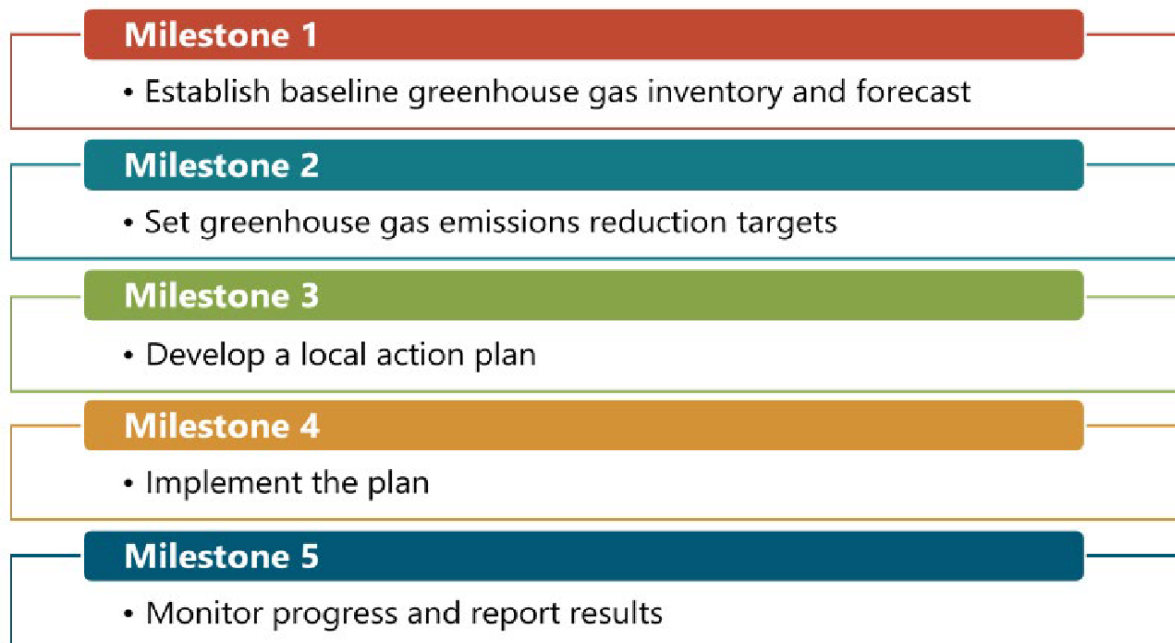 Milestone 1
• Establish baseline greenhouse gas inventory and forecast
Milestone 2
• Set greenhouse gas emissions reduction targets
Milestone 3
• Develop a local action plan
Milestone 4
• Implement the plan
Milestone 5
• Monitor progress and report results